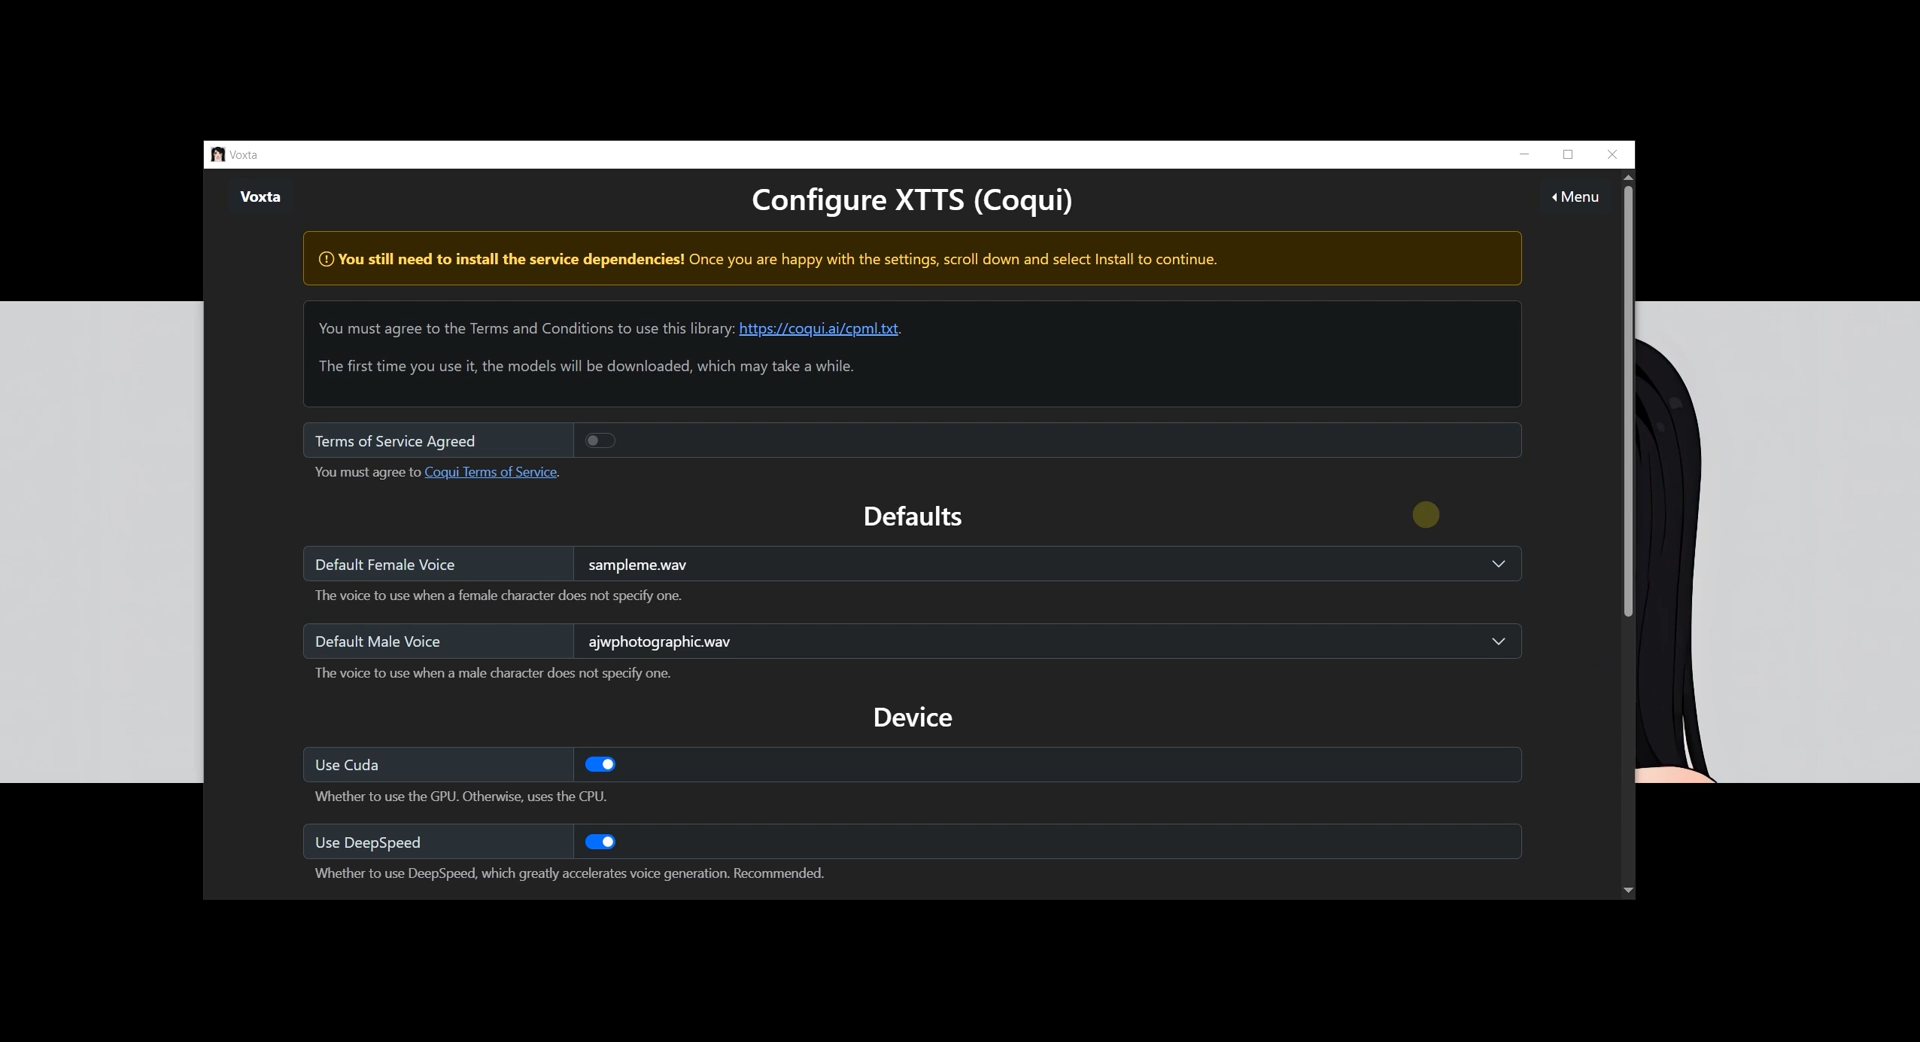 Voxta
Voxta
Configure XTTS (Coqui)
Menu
You still need to install the service dependencies! Once you are happy with the settings, scroll down and select Install to continue.
You must agree to the Terms and Conditions to use this library: https://coqui.ai/cpml.txt.
The first time you use it, the models will be downloaded, which may take a while.
Terms of Service Agreed
You must agree to Coqui Terms of Service.
Defaults
Default Female Voice sampleme.wav
The voice to use when a female character does not specify one.
Default Male Voice ajwphotographic.wav
The voice to use when a male character does not specify one.
Device
Use Cuda
Whether to use the GPU. Otherwise, uses the CPU.
Use DeepSpeed
Whether to use DeepSpeed, which greatly accelerates voice generation. Recommended.